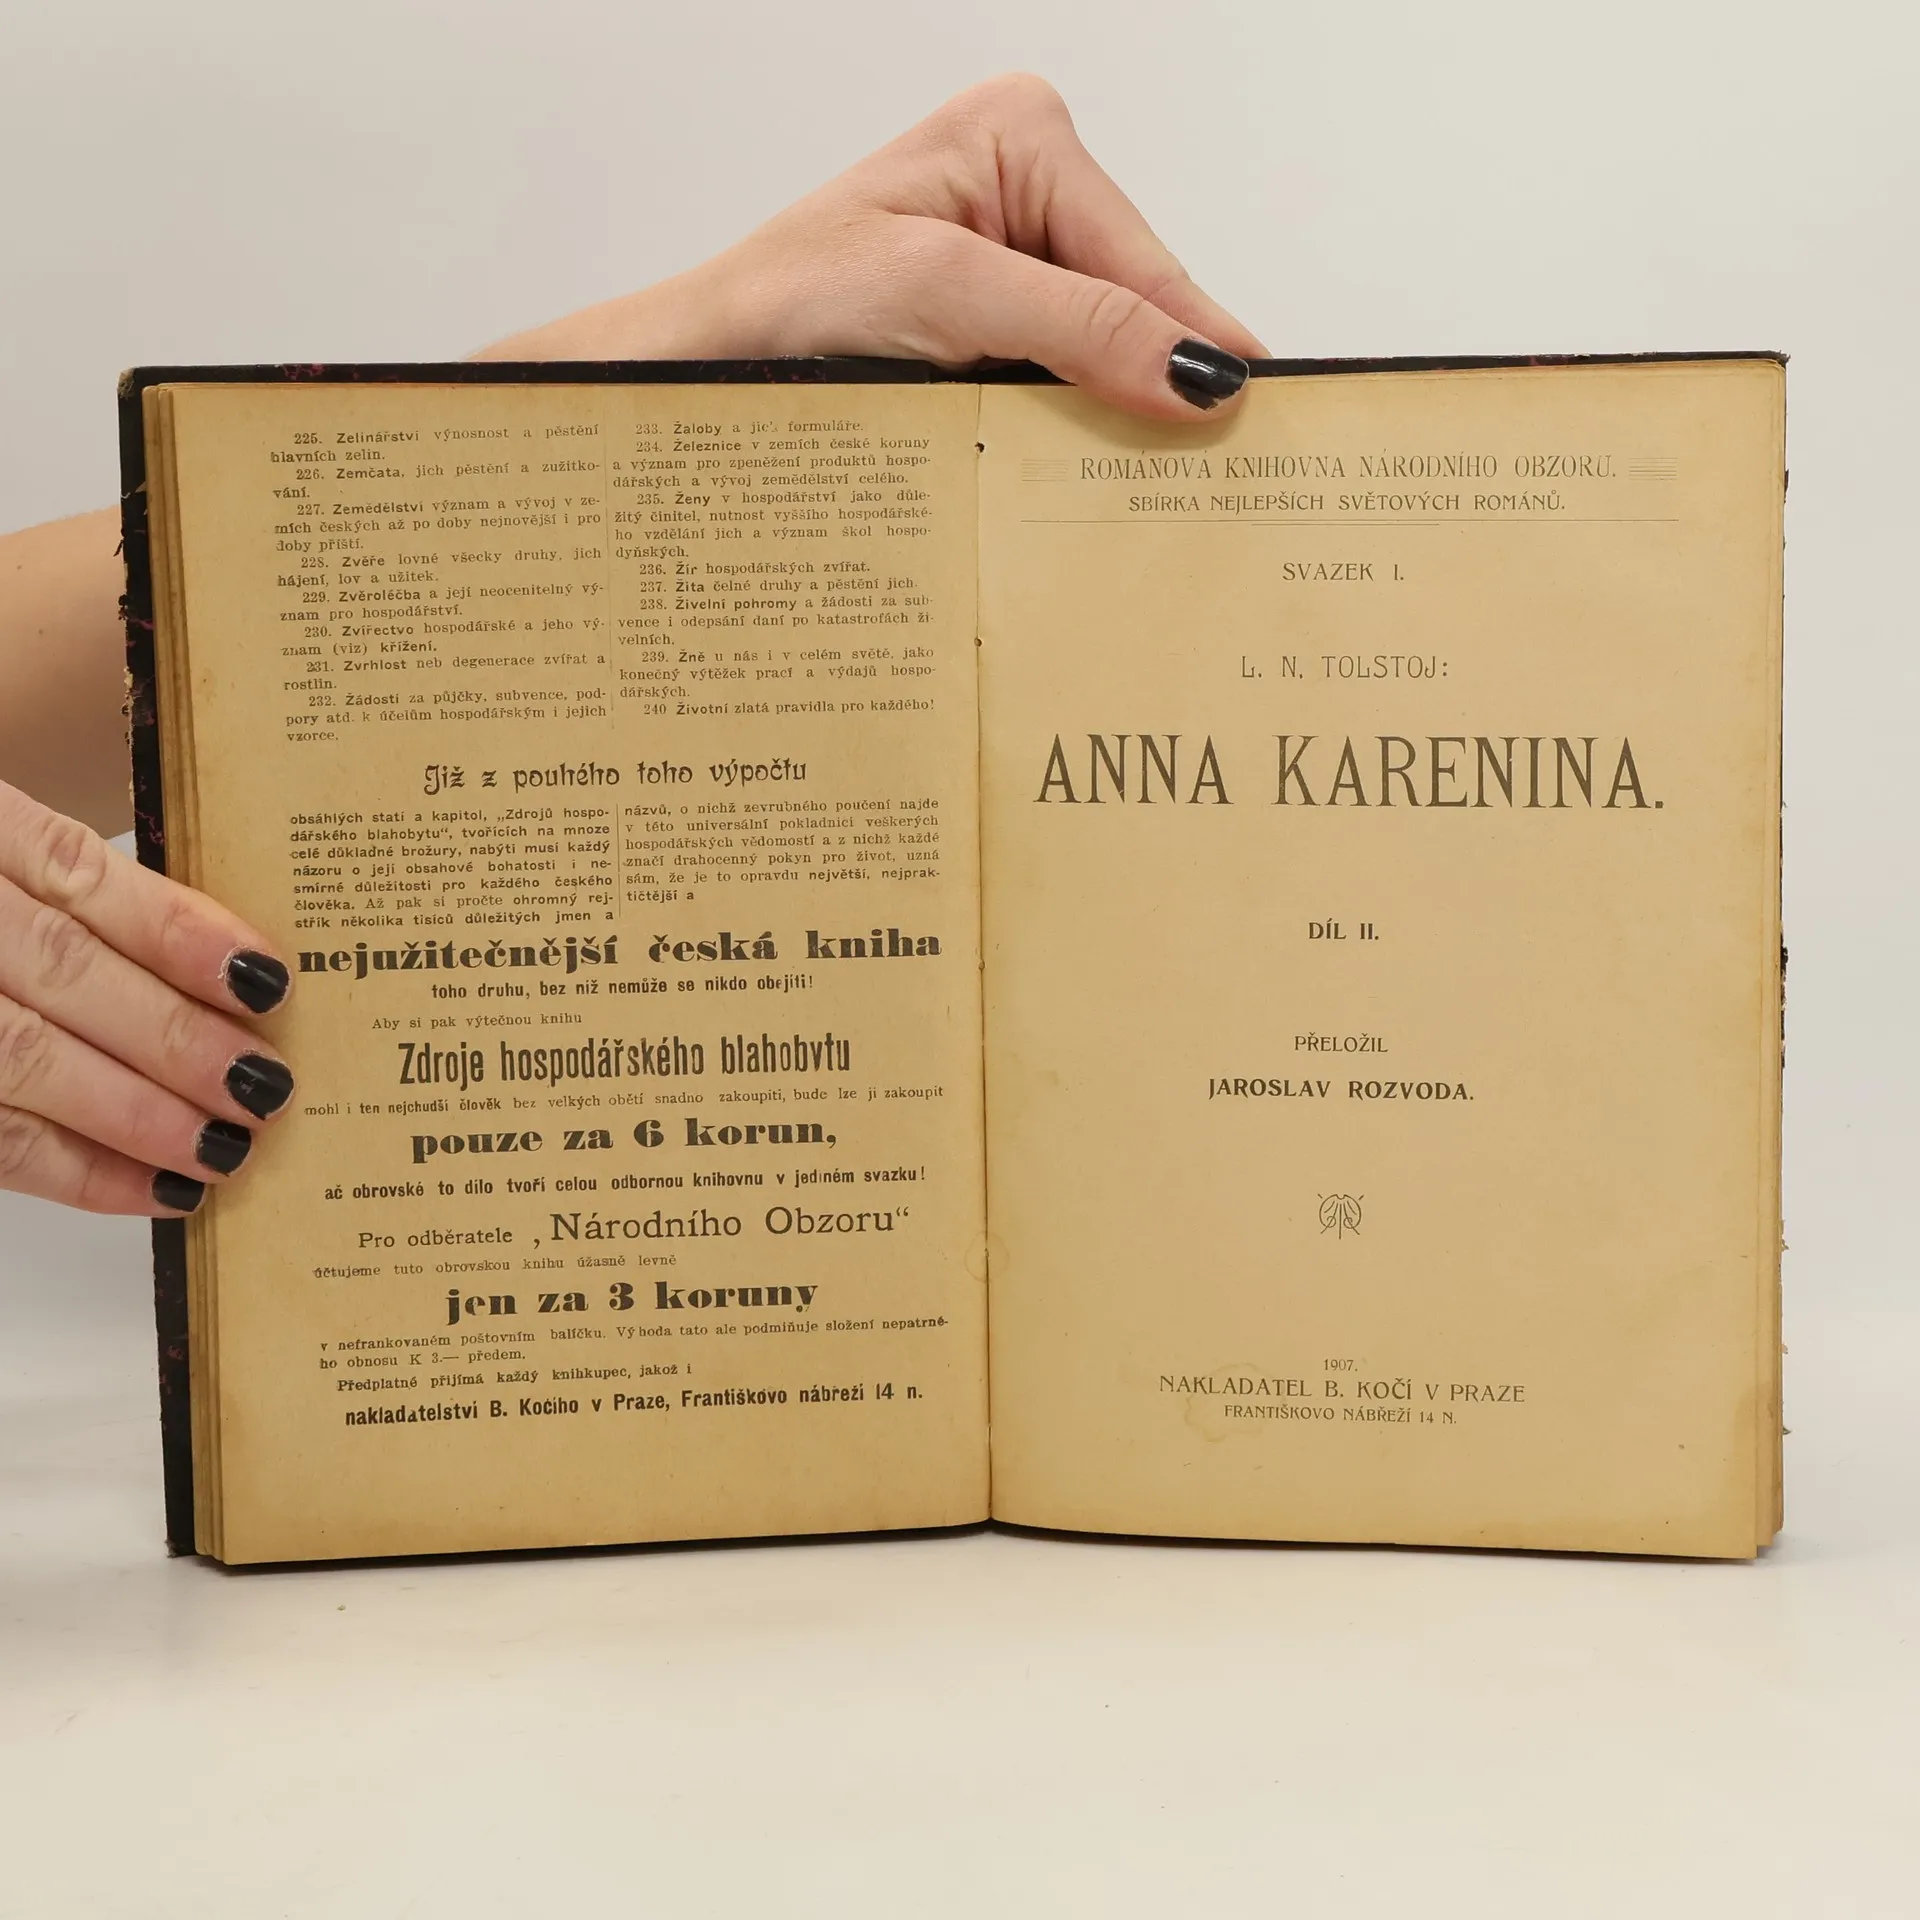 225. Zelinářství výnosnost a pěstění
hlavních zelin.
226. Zemčata, jich pěstění a zužitko-
vání.
227. Zemědělství význam a vývoj v ze-
mích českých až po doby nejnovější i pro
doby příští.
228. Zvěře lovné všecky druhy, jich
hájení, lov a užitek.
229. Zvěroléčba a její neocenitelný vý-
znam pro hospodářství.
230. Zvířectvo hospodářské a jeho vý-
znam (viz) křížení.
231. Zvrhlost neb degenerace zvířat a
rostlin.
232. Žádosti za půjčky, subvence, pod-
pory atd. k účelům hospodářským i jejich
vzorce.
233. Žaloby a jich formuláře.
234. Železnice v zemích české koruny
a význam pro zpeněžení produktů hospo-
dářských a vývoj zemědělství celého.
235. Ženy v hospodářství jako důle-
žitý činitel, nutnost vyššího hospodářské-
ho vzdělání jich a význam škol hospo-
dyňských.
236. Žír hospodářských zvířat.
237. Žita čelné druhy a pěstění jich.
238. Živelní pohromy a žádosti za sub-
vence i odepsání daní po katastrofách ži-
velních.
239. Žně u nás i v celém světě, jako
konečný výtěžek prací a výdajů hospo-
dářských.
240 Životní zlatá pravidla pro každého!
Již z pouhého toho výpočtu
obsáhlých statí a kapitol, „Zdrojů hospo-
dářského blahobytu“, tvořících na mnoze
celé důkladné brožury, nabýti musí každý
názoru o její obsahové bohatosti i ne-
smírné důležitosti pro každého českého
člověka. Až pak si pročte ohromný rej-
střík několika tisíců důležitých jmen a
názvů, o nichž zevrubného poučení najde
v této universální pokladnici veškerých
hospodářských vědomostí a z nichž každé
značí drahocenný pokyn pro život, uzná
sám, že je to opravdu největší, nejprak-
tičtější a
nejužitečnější česká kniha
toho druhu, bez níž nemůže se nikdo obejíti!
Aby si pak výtečnou knihu
Zdroje hospodářského blahobytu
mohl i ten nejchudší člověk bez velkých obětí snadno zakoupiti, bude lze ji zakoupit
pouze za 6 korun,
ač obrovské to dílo tvoří celou odbornou knihovnu v jediném svazku!
Pro odběratele „Národního Obzoru“
účtujeme tuto obrovskou knihu úžasně levně
jen za 3 koruny
v nefrankovaném poštovním balíčku. Výhoda tato ale podmiňuje složení nepatrné-
ho obnosu K 3.— předem.
Předplatné přijímá každý knihkupec, jakož i
nakladatelství B. Kočího v Praze, Františkovo nábřeží 14 n.
ROMÁNOVÁ KNIHOVNA NÁRODNÍHO OBZORU.
SBÍRKA NEJLEPŠÍCH SVĚTOVÝCH ROMÁNŮ.
SVAZEK I.
L. N. TOLSTOJ:
ANNA KARENINA.
DÍL II.
PŘELOŽIL
JAROSLAV ROZVODA.
1907.
NAKLADATEL B. KOČÍ V PRAZE
FRANTIŠKOVO NÁBŘEŽÍ 14 N.